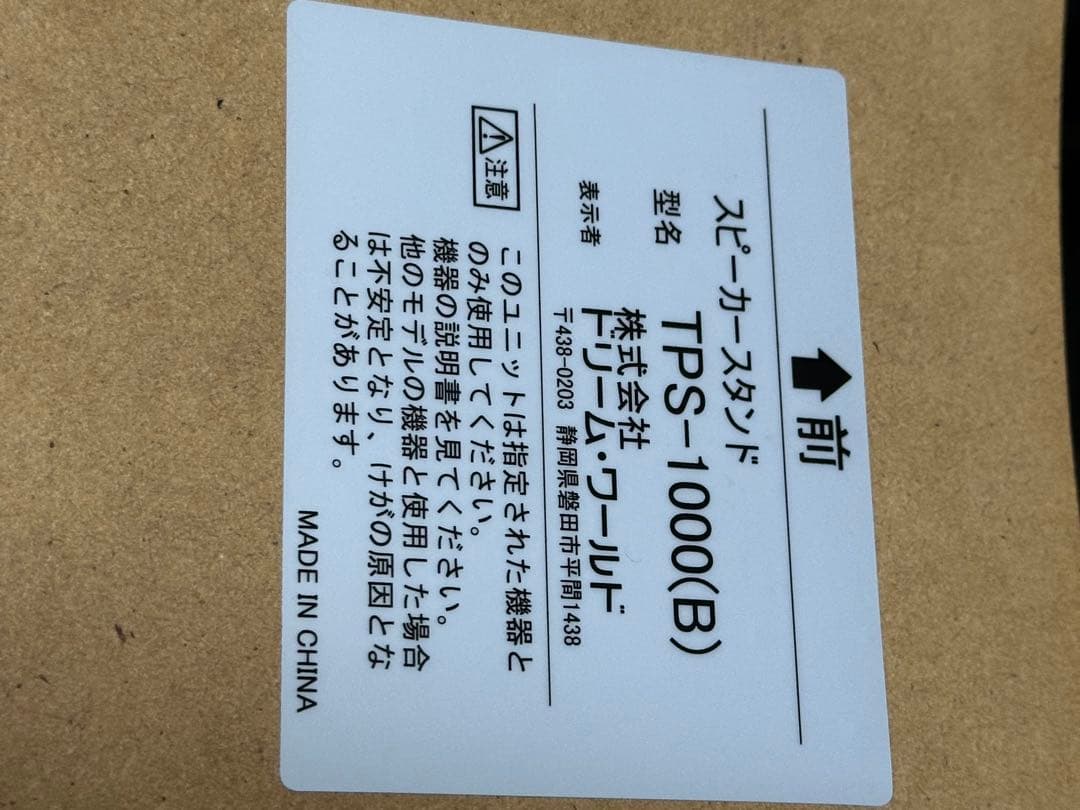 前
スピーカースタンド
型名 TPS-1000(B)
表示者 株式会社
ドリーム・ワールド
〒438-0203 静岡県磐田市平間1438
注意
このユニットは指定された機器と
のみ使用してください。
機器の説明書を見てください。
他のモデルの機器と使用した場合
は不安定となり、けがの原因とな
ることがあります。
MADE IN CHINA